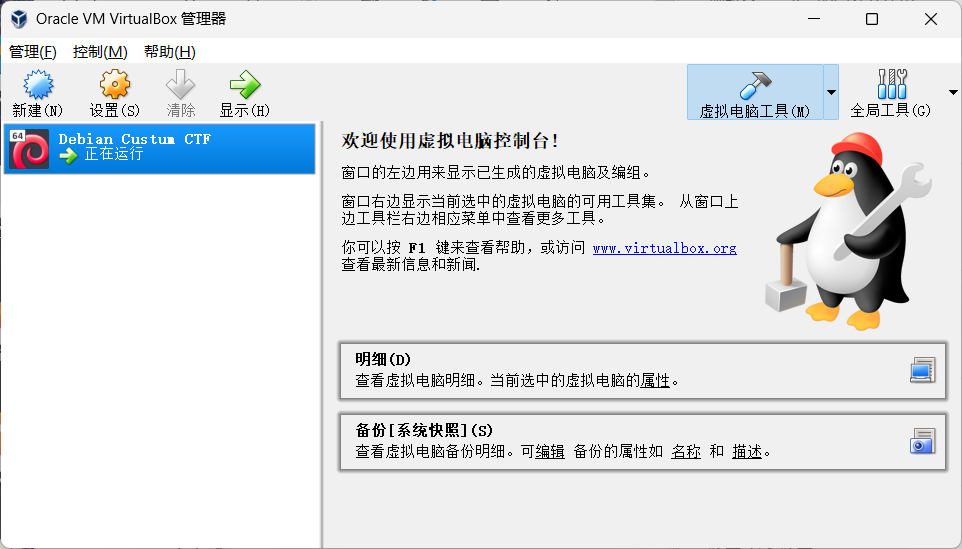 Oracle VM VirtualBox 管理器
管理(F) 控制(M) 帮助(H)
新建(N) 设置(S) 清除 显示(H)
虚拟电脑工具(M) 全局工具(G)
64
Debian Custum CTF
正在运行
欢迎使用虚拟电脑控制台!
窗口的左边用来显示已生成的虚拟电脑及编组。
窗口右边显示当前选中的虚拟电脑的可用工具集。 从窗口上
边工具栏右边相应菜单中查看更多工具。
你可以按 F1 键来查看帮助，或访问 www.virtualbox.org
查看最新信息和新闻.
明细(D)
查看虚拟电脑明细。当前选中的虚拟电脑的属性。
备份[系统快照](S)
查看虚拟电脑备份明细。可编辑 备份的属性如 名称 和 描述。